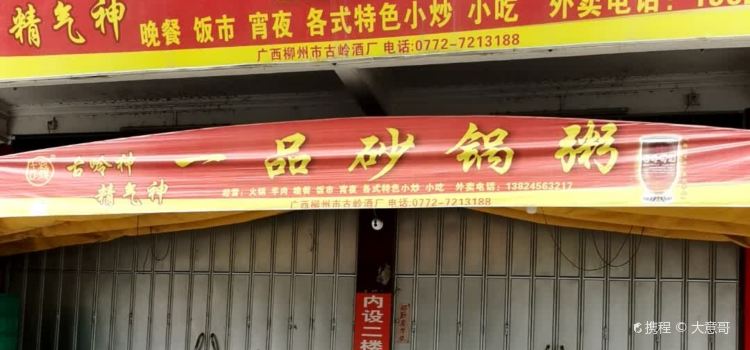 精气神 晚餐 饭市 宵夜 各式特色小炒 小吃 外卖电话:
广西柳州市古岭酒厂 电话:0772-7213188
古岭神 一品砂锅粥
精气神 经营:火锅 羊肉 晚餐 饭市 宵夜 各式特色小炒 小吃 外卖电话:13824563217
广西柳州市古岭酒厂 电话:0772-7213188
内设二楼
携程 © 大意哥